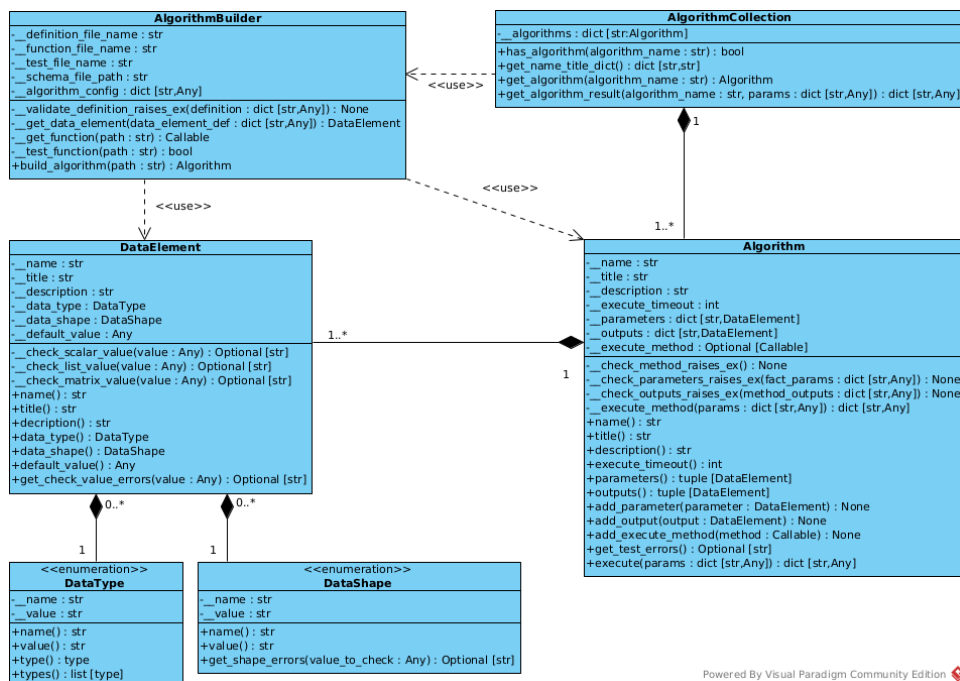 AlgorithmBuilder
-__definition_file_name : str
-__function_file_name : str
-__test_file_name : str
-__schema_file_path : str
-__algorithm_config : dict [str,Any]
-__validate_definition_raises_ex(definition : dict [str,Any]) : None
-__get_data_element(data_element_def : dict [str,Any]) : DataElement
-__get_function(path : str) : Callable
-__test_function(path : str) : bool
+build_algorithm(path : str) : Algorithm
AlgorithmCollection
-__algorithms : dict [str:Algorithm]
+has_algorithm(algorithm_name : str) : bool
+get_name_title_dict() : dict [str,str]
+get_algorithm(algorithm_name : str) : Algorithm
+get_algorithm_result(algorithm_name : str, params : dict [str,Any]) : dict [str,Any]
<<use>>
1
<<use>>
<<use>>
1..*
DataElement
-__name : str
-__title : str
-__description : str
-__data_type : DataType
-__data_shape : DataShape
-__default_value : Any
-__check_scalar_value(value : Any) : Optional [str]
-__check_list_value(value : Any) : Optional [str]
-__check_matrix_value(value : Any) : Optional [str]
+name() : str
+title() : str
+decription() : str
+data_type() : DataType
+data_shape() : DataShape
+default_value() : Any
+get_check_value_errors(value : Any) : Optional [str]
1..*
1
Algorithm
-__name : str
-__title : str
-__description : str
-__execute_timeout : int
-__parameters : dict [str,DataElement]
-__outputs : dict [str,DataElement]
-__execute_method : Optional [Callable]
-__check_method_raises_ex() : None
-__check_parameters_raises_ex(fact_params : dict [str,Any]) : None
-__check_outputs_raises_ex(method_outputs : dict [str,Any]) : None
-__execute_method(params : dict [str,Any]) : dict [str,Any]
+name() : str
+title() : str
+description() : str
+execute_timeout() : int
+parameters() : tuple [DataElement]
+outputs() : tuple [DataElement]
+add_parameter(parameter : DataElement) : None
+add_output(output : DataElement) : None
+add_execute_method(method : Callable) : None
+get_test_errors() : Optional [str]
+execute(params : dict [str,Any]) : dict [str,Any]
0..*
0..*
1
1
<<enumeration>>
DataType
-__name : str
-__value : str
+name() : str
+value() : str
+type() : type
+types() : list [type]
<<enumeration>>
DataShape
-__name : str
-__value : str
+name() : str
+value() : str
+get_shape_errors(value_to_check : Any) : Optional [str]
Powered By Visual Paradigm Community Edition